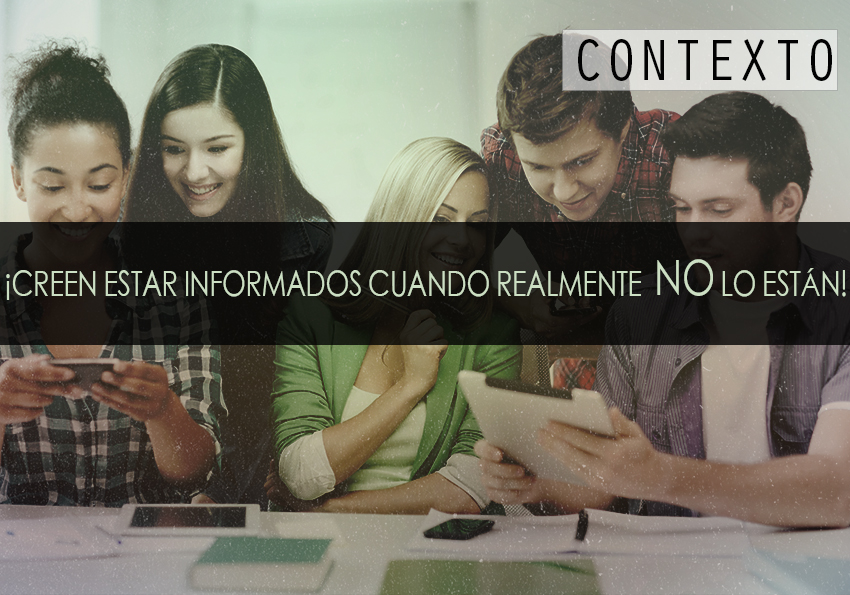 CONTEXTO
¡CREEN ESTAR INFORMADOS CUANDO REALMENTE NO LO ESTÁN!